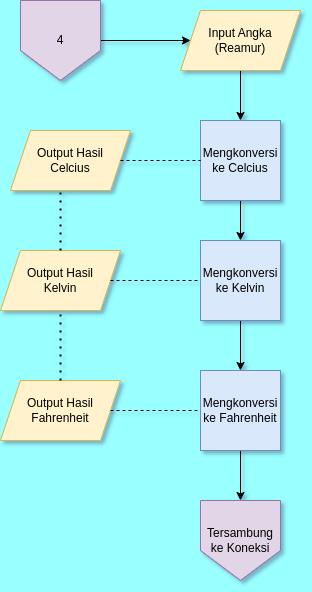 4
Input Angka
(Reamur)
Output Hasil
Celcius
Mengkonversi
ke Celcius
Output Hasil
Kelvin
Mengkonversi
ke Kelvin
Output Hasil
Fahrenheit
Mengkonversi
ke Fahrenheit
Tersambung
ke Koneksi